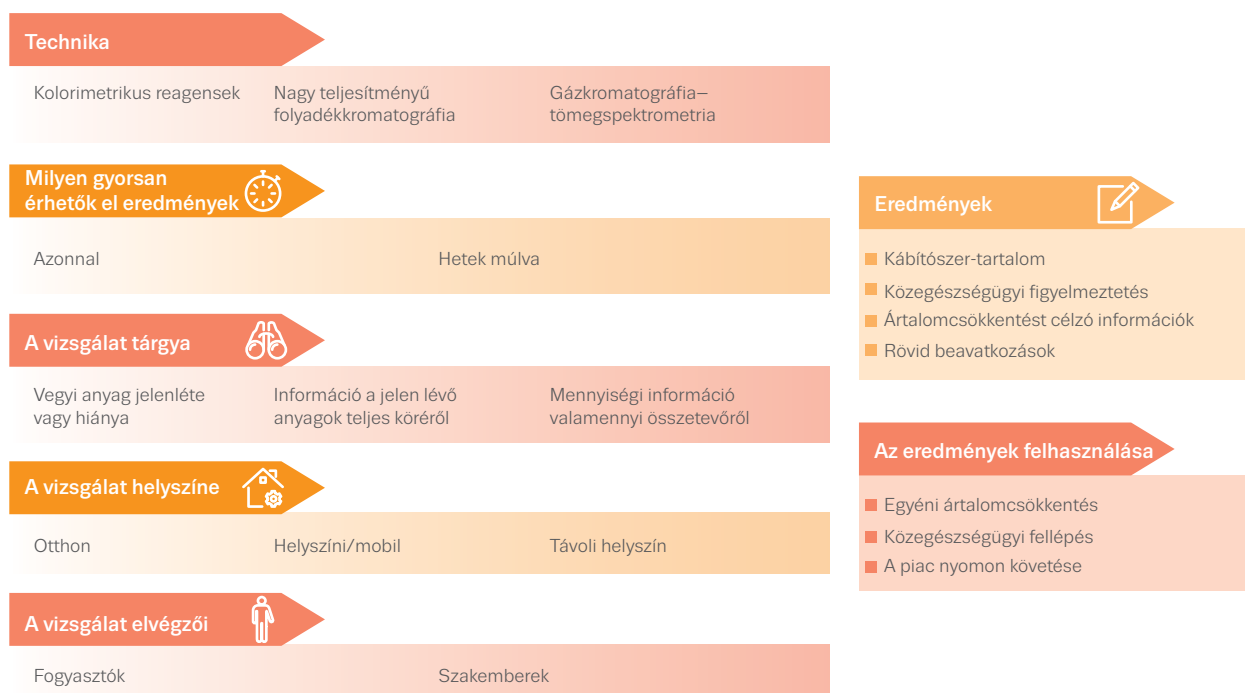 Technika
Kolorimetrikus reagensek
Nagy teljesítményű
folyadékkromatográfia
Gázkromatográfia–
tömegspektrometria
Milyen gyorsan
érhetők el eredmények
Azonnal
Hetek múlva
A vizsgálat tárgya
Vegyi anyag jelenléte
vagy hiánya
Információ a jelen lévő
anyagok teljes köréről
Mennyiségi információ
valamennyi összetevőről
A vizsgálat helyszíne
Otthon
Helyszíni/mobil
Távoli helyszín
A vizsgálat elvégzői
Fogyasztók
Szakemberek
Eredmények
Kábítószer-tartalom
Közegészségügyi figyelmeztetés
Ártalomcsökkentést célzó információk
Rövid beavatkozások
Az eredmények felhasználása
Egyéni ártalomcsökkentés
Közegészségügyi fellépés
A piac nyomon követése